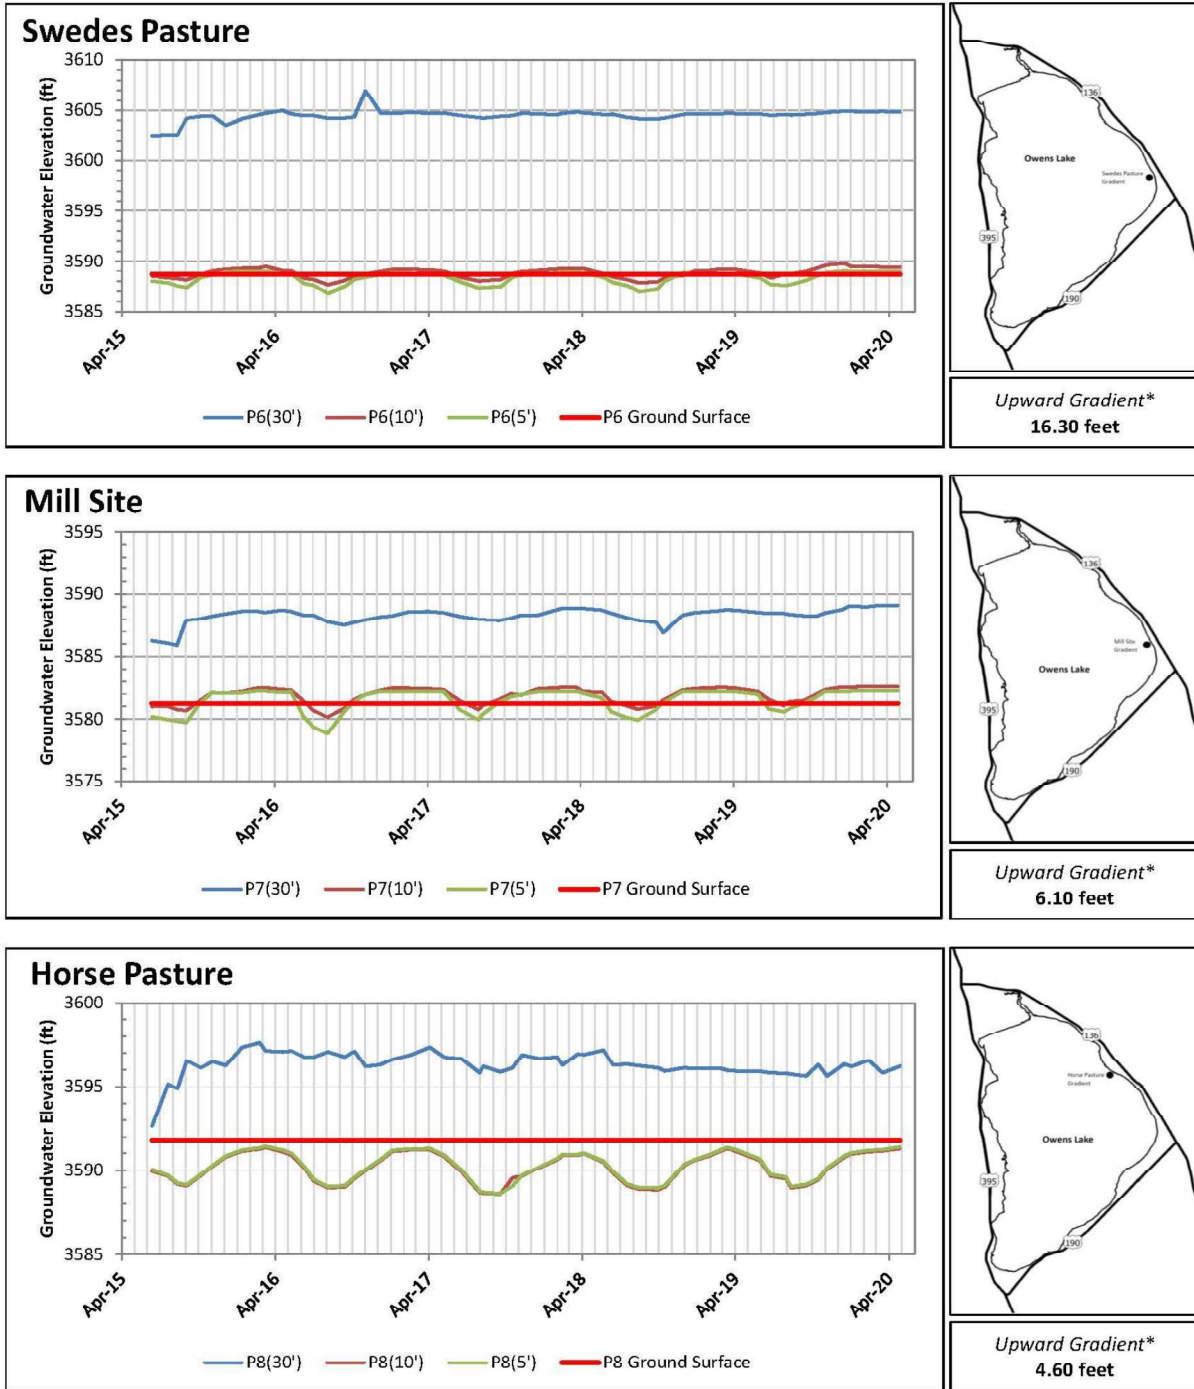 Swedes Pasture
Groundwater Elevation (ft)
3610
3605
3600
3595
3590
3585
Apr-15
Apr-16
Apr-17
Apr-18
Apr-19
Apr-20
P6(30') P6(10') P6(5') P6 Ground Surface
136
Owens Lake
Swedes Pasture
Gradient
395
190
Upward Gradient*
16.30 feet
Mill Site
Groundwater Elevation (ft)
3595
3590
3585
3580
3575
Apr-15
Apr-16
Apr-17
Apr-18
Apr-19
Apr-20
P7(30') P7(10') P7(5') P7 Ground Surface
136
Mill Site
Gradient
Owens Lake
395
190
Upward Gradient*
6.10 feet
Horse Pasture
Groundwater Elevation (ft)
3600
3595
3590
3585
Apr-15
Apr-16
Apr-17
Apr-18
Apr-19
Apr-20
P8(30') P8(10') P8(5') P8 Ground Surface
136
Horse Pasture
Gradient
Owens Lake
395
190
Upward Gradient*
4.60 feet